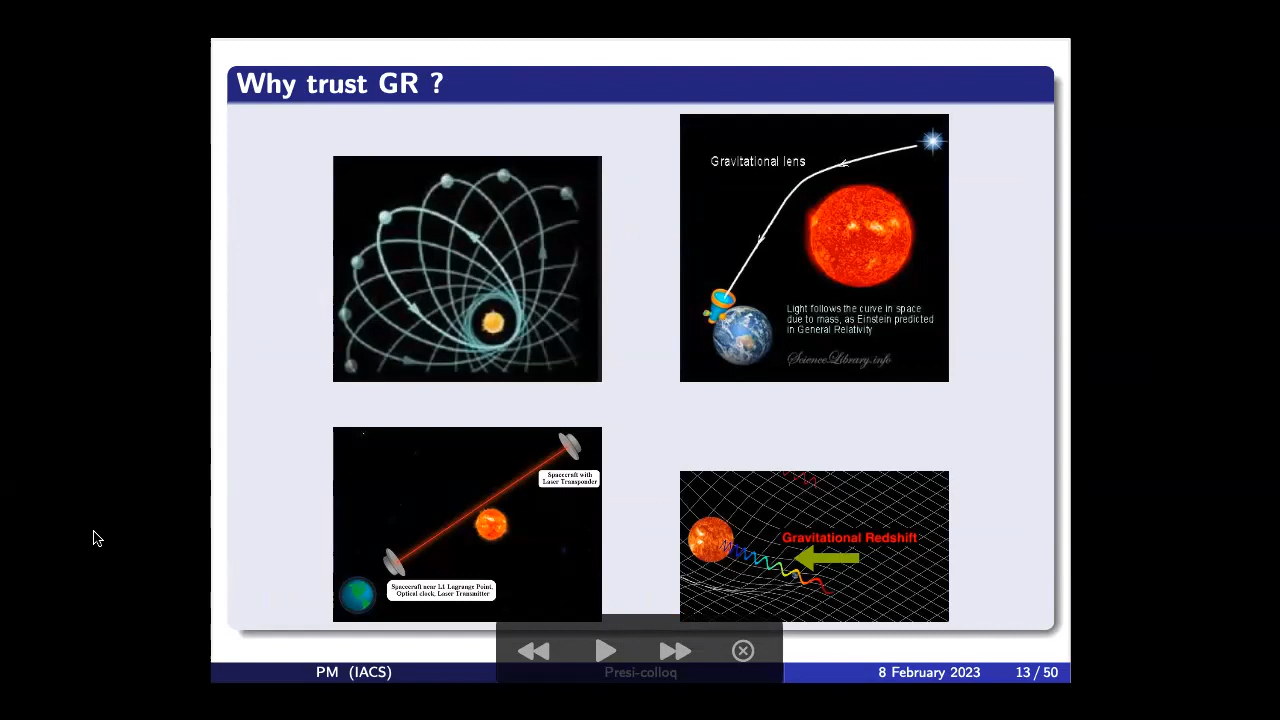 Why trust GR ?
Gravitational lens
Light follows the curve in space
due to mass, as Einstein predicted
in General Relativity
ScienceLibrary.info
Spacecraft with
Laser Transponder
Spacecraft near L1 Lagrange Point,
Optical clock, Laser Transmitter
Gravitational Redshift
PM (IACS)
Presi-colloq
8 February 2023
13 / 50